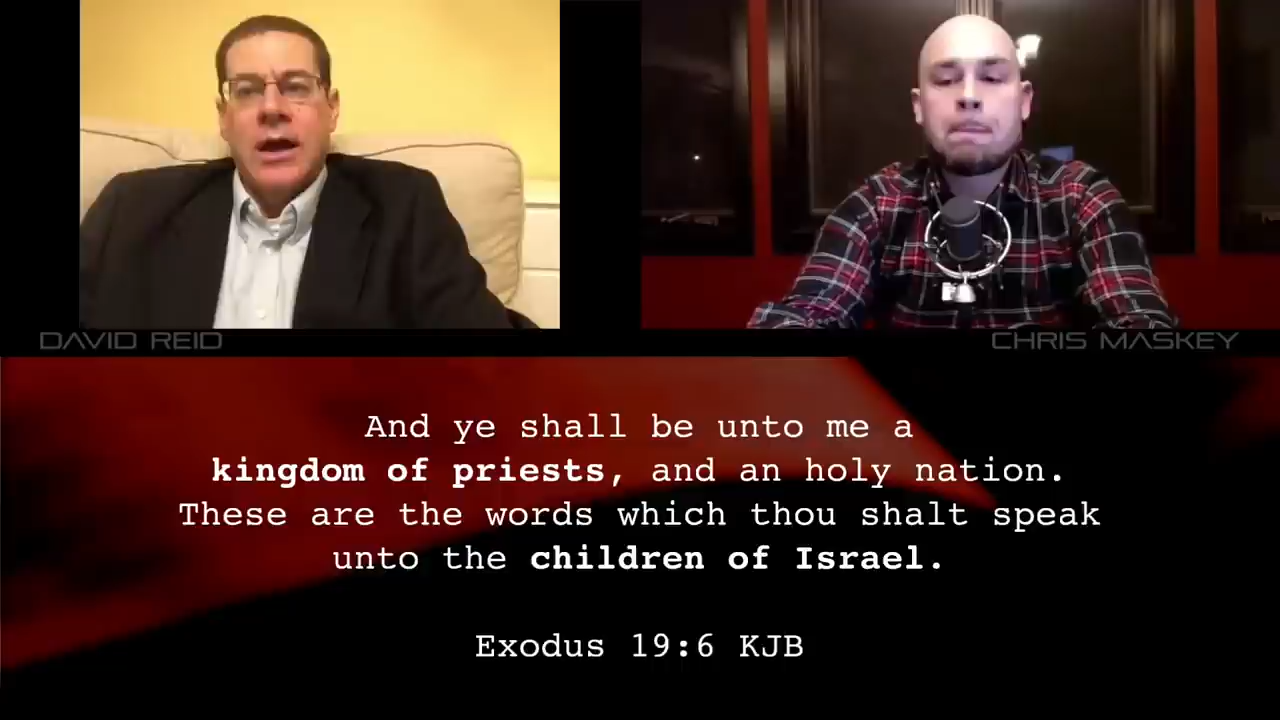 DAVID REID
CHRIS MASKEY
And ye shall be unto me a
kingdom of priests, and an holy nation.
These are the words which thou shalt speak
unto the children of Israel.
Exodus 19:6 KJB